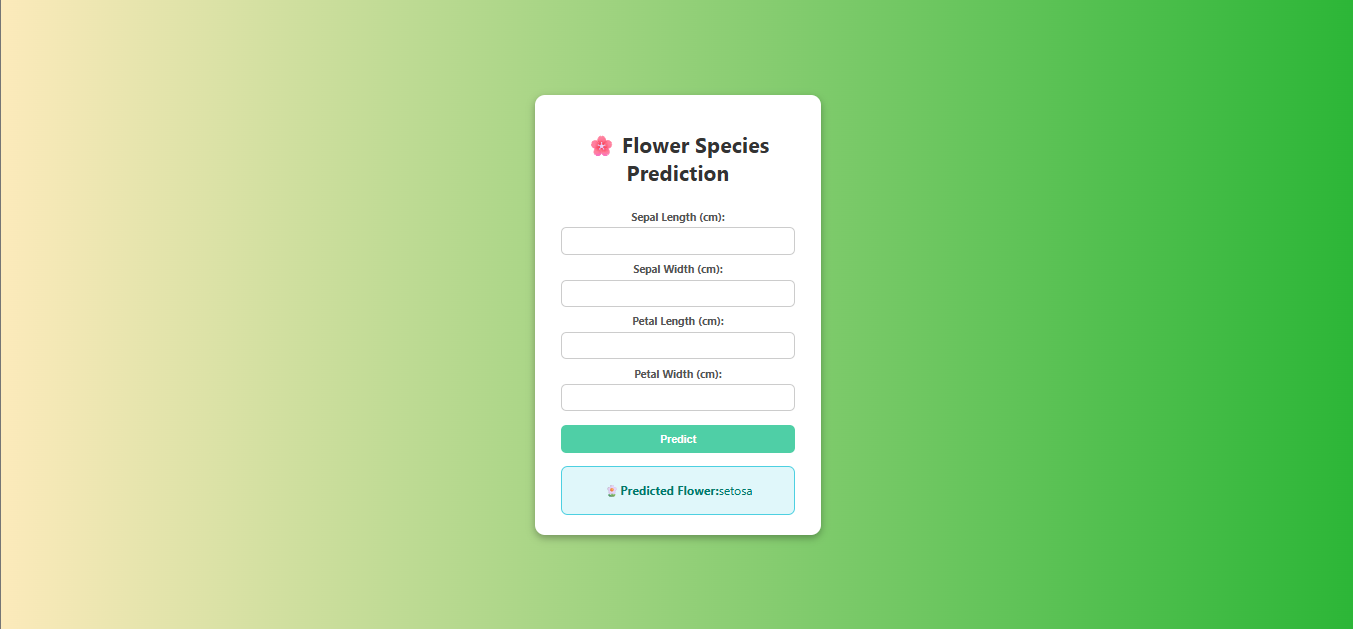 🌸 Flower Species
Prediction
Sepal Length (cm):
Sepal Width (cm):
Petal Length (cm):
Petal Width (cm):
Predict
Predicted Flower:setosa